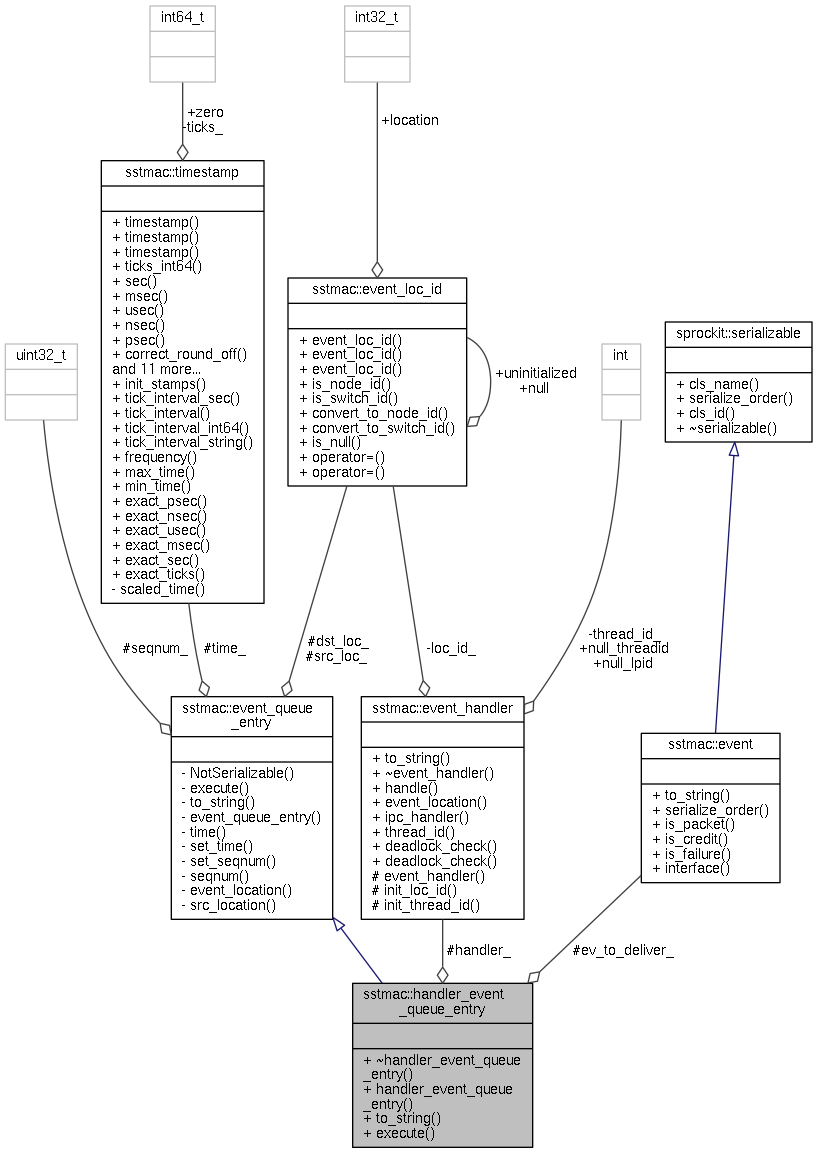 int64_t
int32_t
+zero
-ticks_
+location
sstmac::timestamp
+ timestamp()
+ timestamp()
+ timestamp()
+ ticks_int64()
+ sec()
+ msec()
+ usec()
+ nsec()
+ psec()
+ correct_round_off()
and 11 more...
+ init_stamps()
+ tick_interval_sec()
+ tick_interval()
+ tick_interval_int64()
+ tick_interval_string()
+ frequency()
+ max_time()
+ min_time()
+ exact_psec()
+ exact_nsec()
+ exact_usec()
+ exact_msec()
+ exact_sec()
+ exact_ticks()
- scaled_time()
sstmac::event_loc_id
+ event_loc_id()
+ event_loc_id()
+ event_loc_id()
+ is_node_id()
+ is_switch_id()
+ convert_to_node_id()
+ convert_to_switch_id()
+ is_null()
+ operator=()
+ operator=()
+uninitialized
+null
uint32_t
int
sprockit::serializable
+ cls_name()
+ serialize_order()
+ cls_id()
+ ~serializable()
#seqnum_
#time_
#dst_loc_
#src_loc_
-loc_id_
-thread_id_
+null_threadid
+null_lpid
sstmac::event_queue
_entry
- NotSerializable()
- execute()
- to_string()
- event_queue_entry()
- time()
- set_time()
- set_seqnum()
- seqnum()
- event_location()
- src_location()
sstmac::event_handler
+ to_string()
+ ~event_handler()
+ handle()
+ event_location()
+ ipc_handler()
+ thread_id()
+ deadlock_check()
+ deadlock_check()
# event_handler()
# init_loc_id()
# init_thread_id()
sstmac::event
+ to_string()
+ serialize_order()
+ is_packet()
+ is_credit()
+ is_failure()
+ interface()
#handler_
#ev_to_deliver_
sstmac::handler_event
_queue_entry
+ ~handler_event_queue
_entry()
+ handler_event_queue
_entry()
+ to_string()
+ execute()